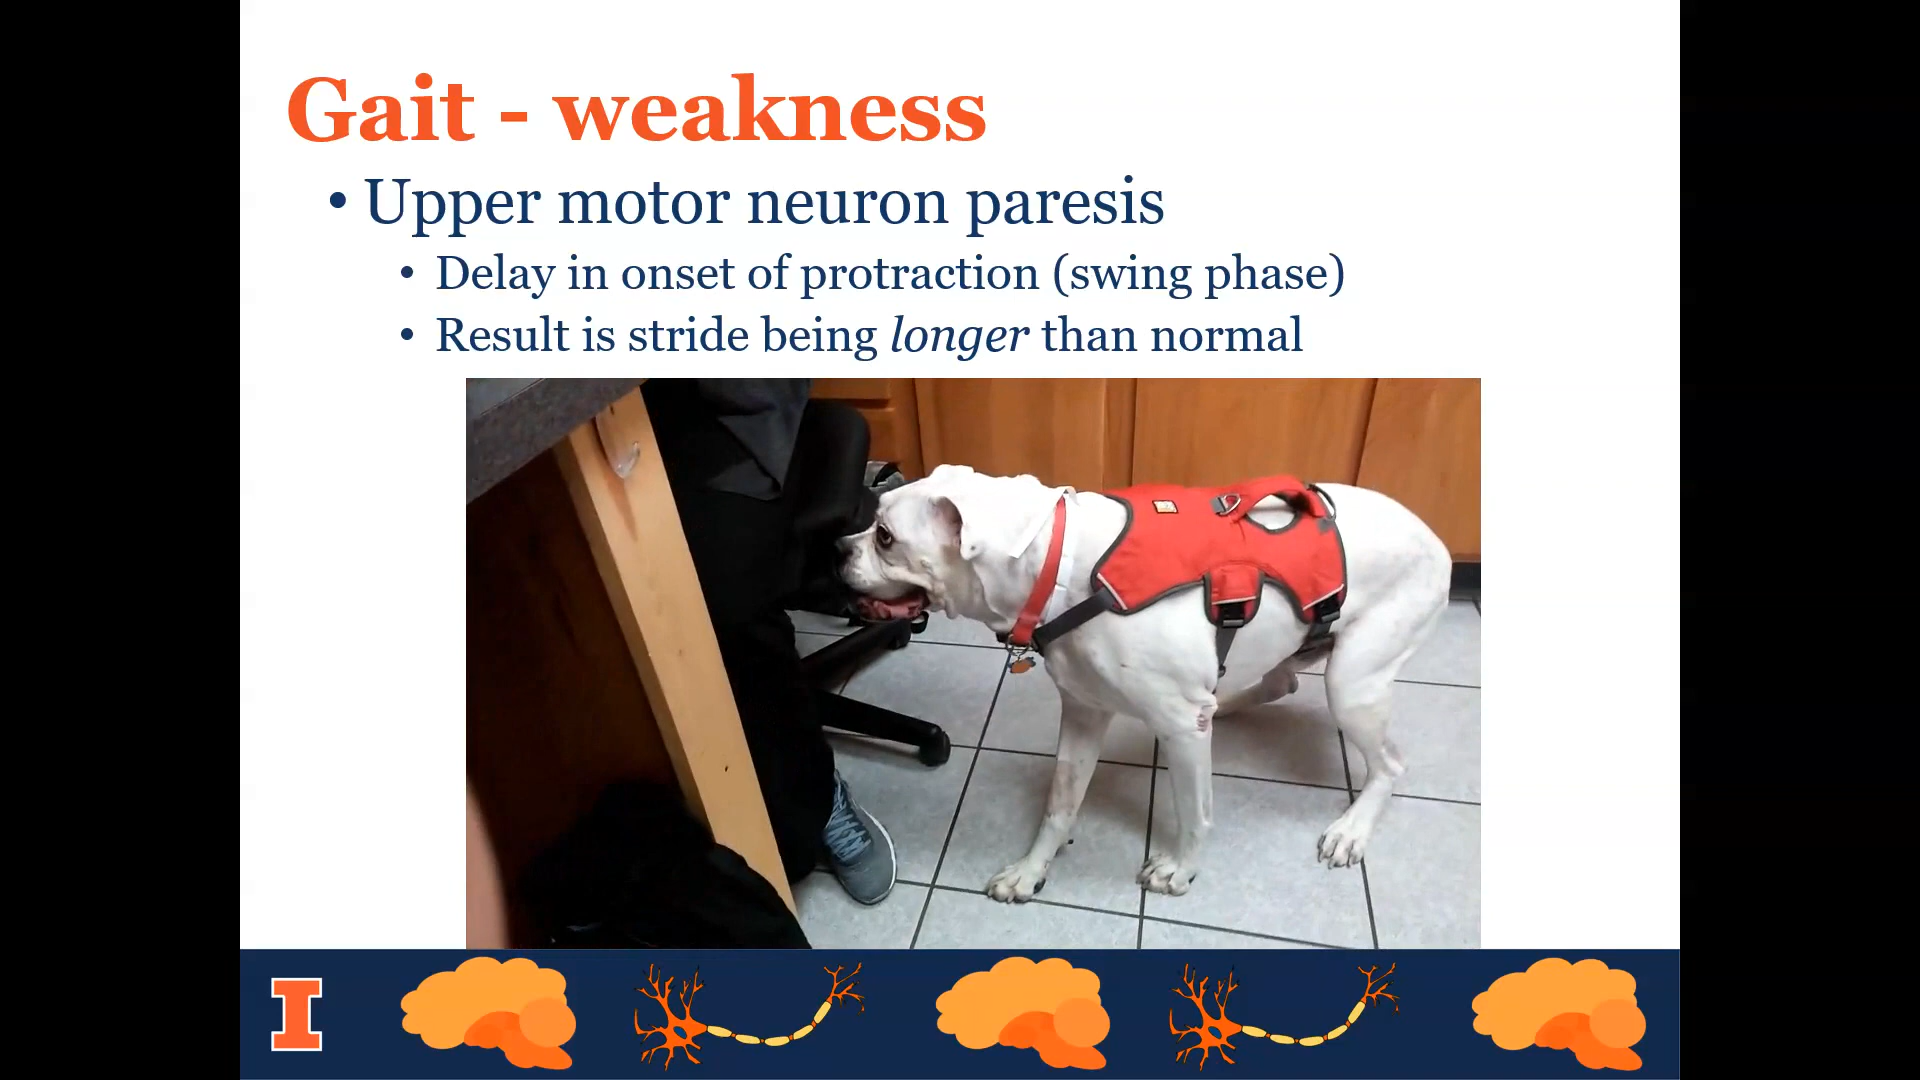 Gait - weakness
• Upper motor neuron paresis
• Delay in onset of protraction (swing phase)
• Result is stride being longer than normal
I